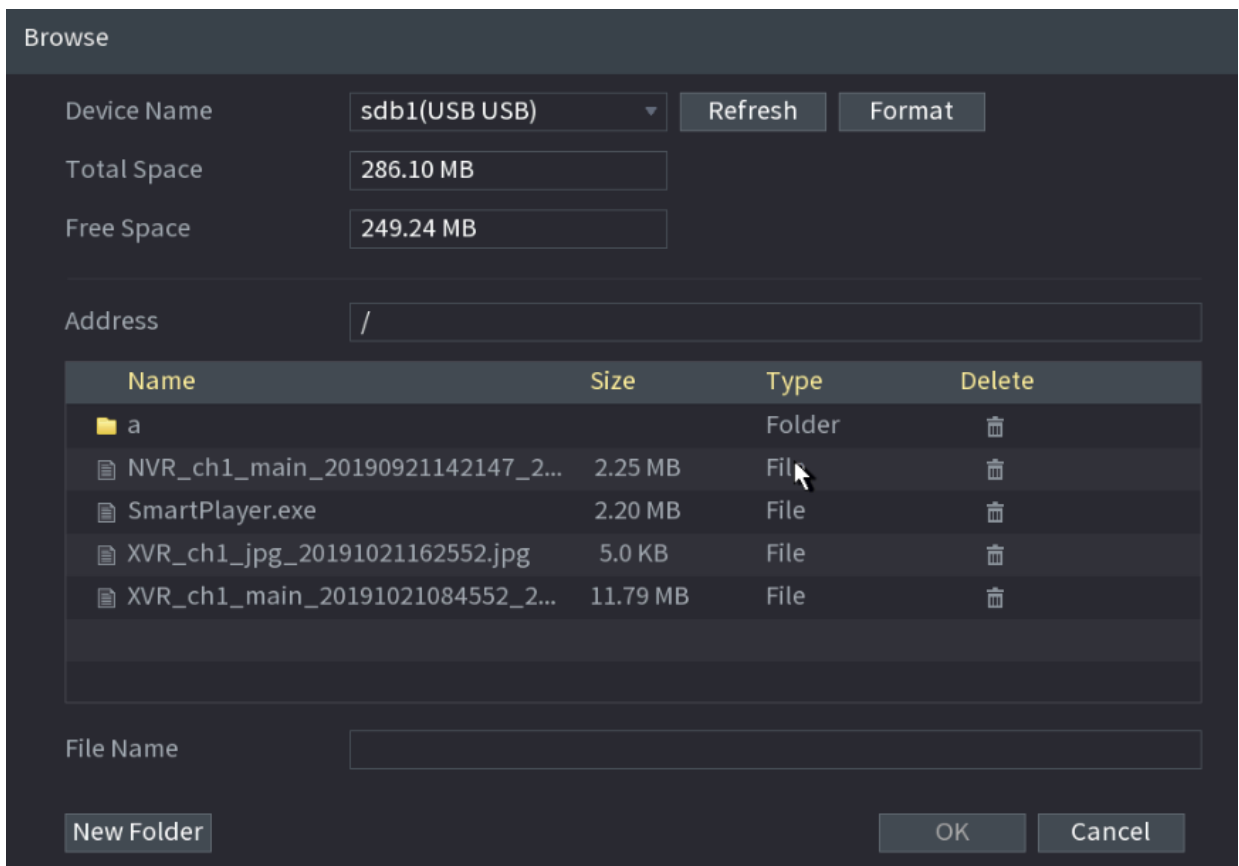 Browse
Device Name sdb1(USB USB) Refresh Format
Total Space 286.10 MB
Free Space 249.24 MB
Address /
Name Size Type Delete
a Folder
NVR_ch1_main_20190921142147_2... 2.25 MB File
SmartPlayer.exe 2.20 MB File
XVR_ch1_jpg_20191021162552.jpg 5.0 KB File
XVR_ch1_main_20191021084552_2... 11.79 MB File
File Name
New Folder OK Cancel